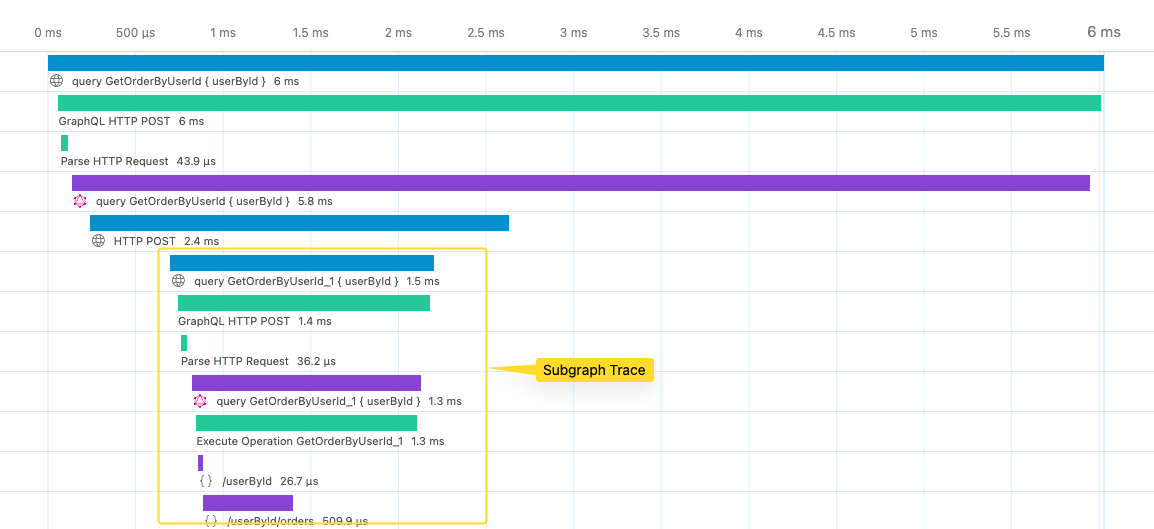 0 ms 500 µs 1 ms 1.5 ms 2 ms 2.5 ms 3 ms 3.5 ms 4 ms 4.5 ms 5 ms 5.5 ms 6 ms
query GetOrderByUserId { userById } 6 ms
GraphQL HTTP POST 6 ms
Parse HTTP Request 43.9 µs
query GetOrderByUserId { userById } 5.8 ms
HTTP POST 2.4 ms
query GetOrderByUserId_1 { userById } 1.5 ms
GraphQL HTTP POST 1.4 ms
Parse HTTP Request 36.2 µs
Subgraph Trace
query GetOrderByUserId_1 { userById } 1.3 ms
Execute Operation GetOrderByUserId_1 1.3 ms
{ } /userById 26.7 µs
{ } /userById/orders 509.9 µs